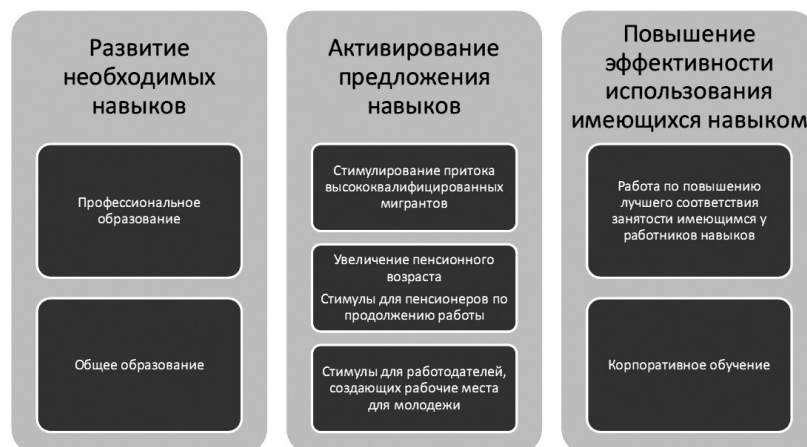 Развитие
необходимых
навыков
Профессиональное
образование
Общее образование
Активирование
предложения
навыков
Стимулирование притока
высококвалифицированных
мигрантов
Увеличение пенсионного
возраста
Стимулы для пенсионеров по
продолжению работы
Стимулы для работодателей,
создающих рабочие места
для молодежи
Повышение
эффективности
использования
имеющихся навыком
Работа по повышению
лучшего соответствия
занятости имеющимся у
работников навыков
Корпоративное обучение